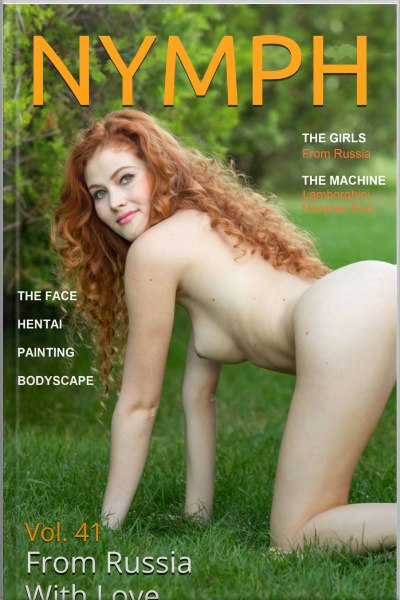 NYMPH
THE GIRLS
From Russia
THE MACHINE
Lamborghini
THE FACE
HENTAI
PAINTING
BODYSCAPE
Vol. 41
From Russia
With Love